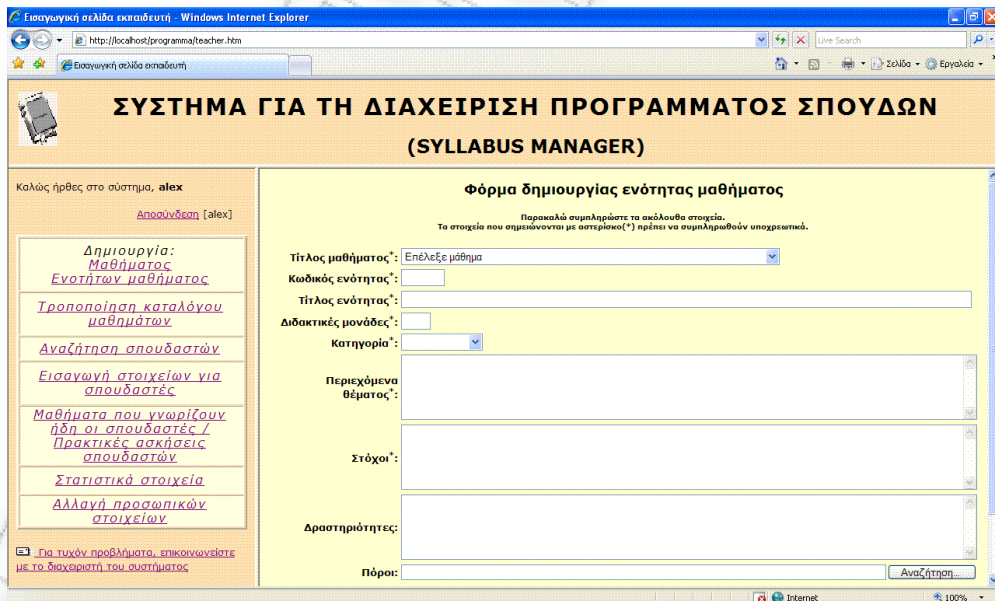 Εισαγωγική σελίδα εκπαιδευτή - Windows Internet Explorer
http://localhost/programma/teacher.htm
Live Search
Εισαγωγική σελίδα εκπαιδευτή
Σελίδα
Εργαλεία
ΣΥΣΤΗΜΑ ΓΙΑ ΤΗ ΔΙΑΧΕΙΡΙΣΗ ΠΡΟΓΡΑΜΜΑΤΟΣ ΣΠΟΥΔΩΝ
(SYLLABUS MANAGER)
Καλώς ήρθες στο σύστημα, alex
Αποσύνδεση [alex]
Δημιουργία:
Μαθήματος
Ενοτήτων μαθήματος
Τροποποίηση καταλόγου
μαθημάτων
Αναζήτηση σπουδαστών
Εισαγωγή στοιχείων για
σπουδαστές
Μαθήματα που γνωρίζουν
ήδη οι σπουδαστές /
Πρακτικές ασκήσεις
σπουδαστών
Στατιστικά στοιχεία
Αλλαγή προσωπικών
στοιχείων
Για τυχόν προβλήματα, επικοινωνείστε
με το διαχειριστή του συστήματος
Φόρμα δημιουργίας ενότητας μαθήματος
Παρακαλώ συμπληρώστε τα ακόλουθα στοιχεία.
Τα στοιχεία που σημειώνονται με αστερίσκο(*) πρέπει να συμπληρωθούν υποχρεωτικά.
Τίτλος μαθήματος*: Επέλεξε μάθημα
Κωδικός ενότητας*:
Τίτλος ενότητας*:
Διδακτικές μονάδες*:
Κατηγορία*:
Περιεχόμενα
θέματος*:
Στόχοι*:
Δραστηριότητες:
Πόροι:
Αναζήτηση...
Internet
100%